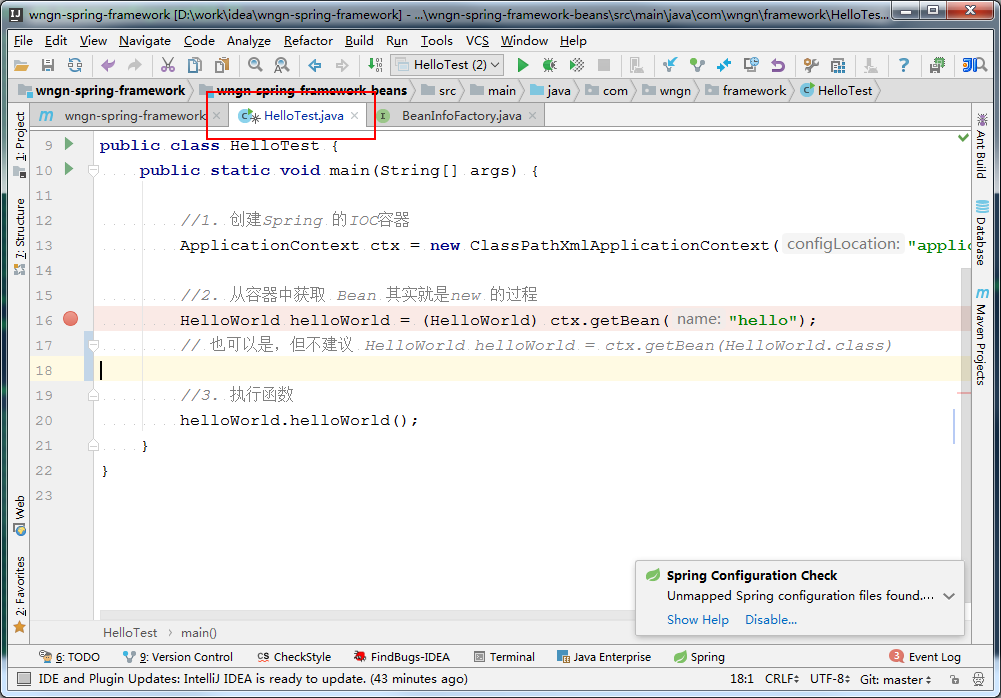 wngn-spring-framework [D:\work\idea\wngn-spring-framework] - ...\wngn-spring-framework-beans\src\main\java\com\wngn\framework\HelloTes...
File Edit View Navigate Code Analyze Refactor Build Run Tools VCS Window Help
HelloTest (2)
wngn-spring-framework wngn-spring-framework-beans src main java com wngn framework HelloTest
m wngn-spring-framework HelloTest.java BeanInfoFactory.java
1: Project
7: Structure
Web
2: Favorites
9 public class HelloTest {
10 public static void main(String[] args) {
11
12 //1. 创建Spring 的IOC容器
13 ApplicationContext ctx = new ClassPathXmlApplicationContext( configLocation: "applic
14
15 //2. 从容器中获取 Bean 其实就是new 的过程
16 HelloWorld helloWorld = (HelloWorld) ctx.getBean( name: "hello");
17 // 也可以是，但不建议 HelloWorld helloWorld = ctx.getBean(HelloWorld.class)
18
19 //3. 执行函数
20 helloWorld.helloWorld();
21 }
22 }
23
Ant Build
Database
Maven Projects
Spring Configuration Check
Unmapped Spring configuration files found....
Show Help Disable...
HelloTest › main()
6: TODO 9: Version Control CheckStyle FindBugs-IDEA Terminal Java Enterprise Spring 3 Event Log
IDE and Plugin Updates: IntelliJ IDEA is ready to update. (43 minutes ago) 18:1 CRLF UTF-8 Git: master